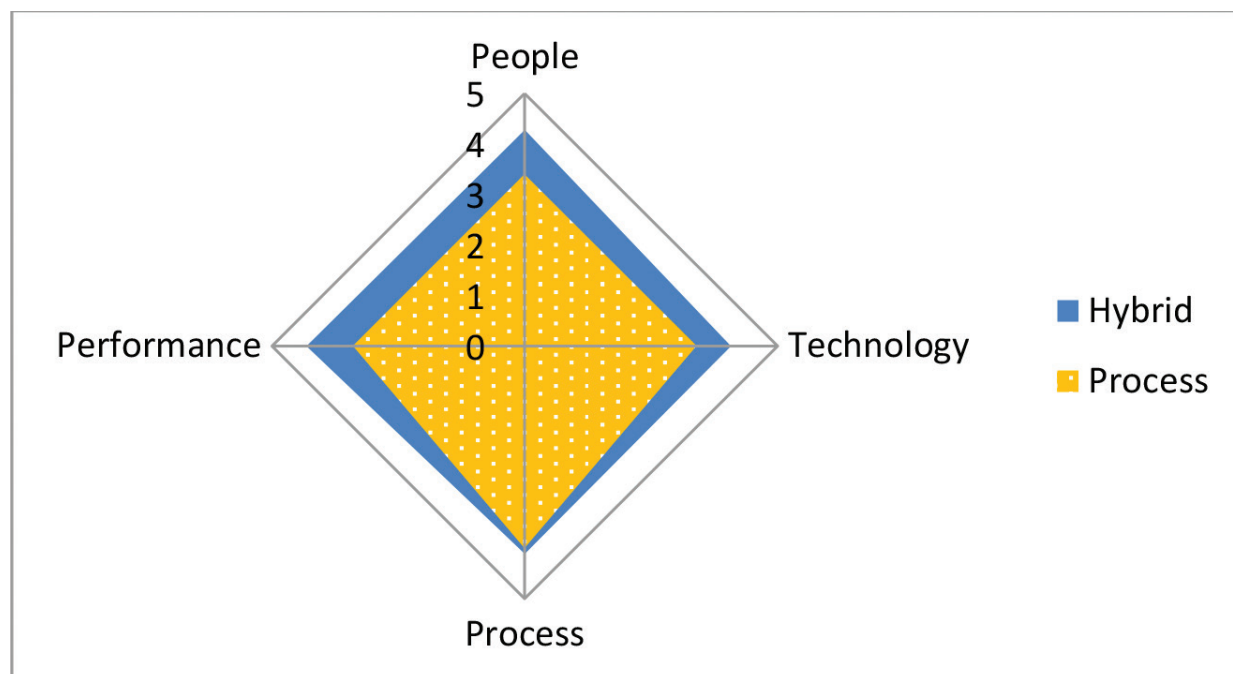 People
5
4
3
2
1
0
Performance
Technology
Process
Hybrid
Process